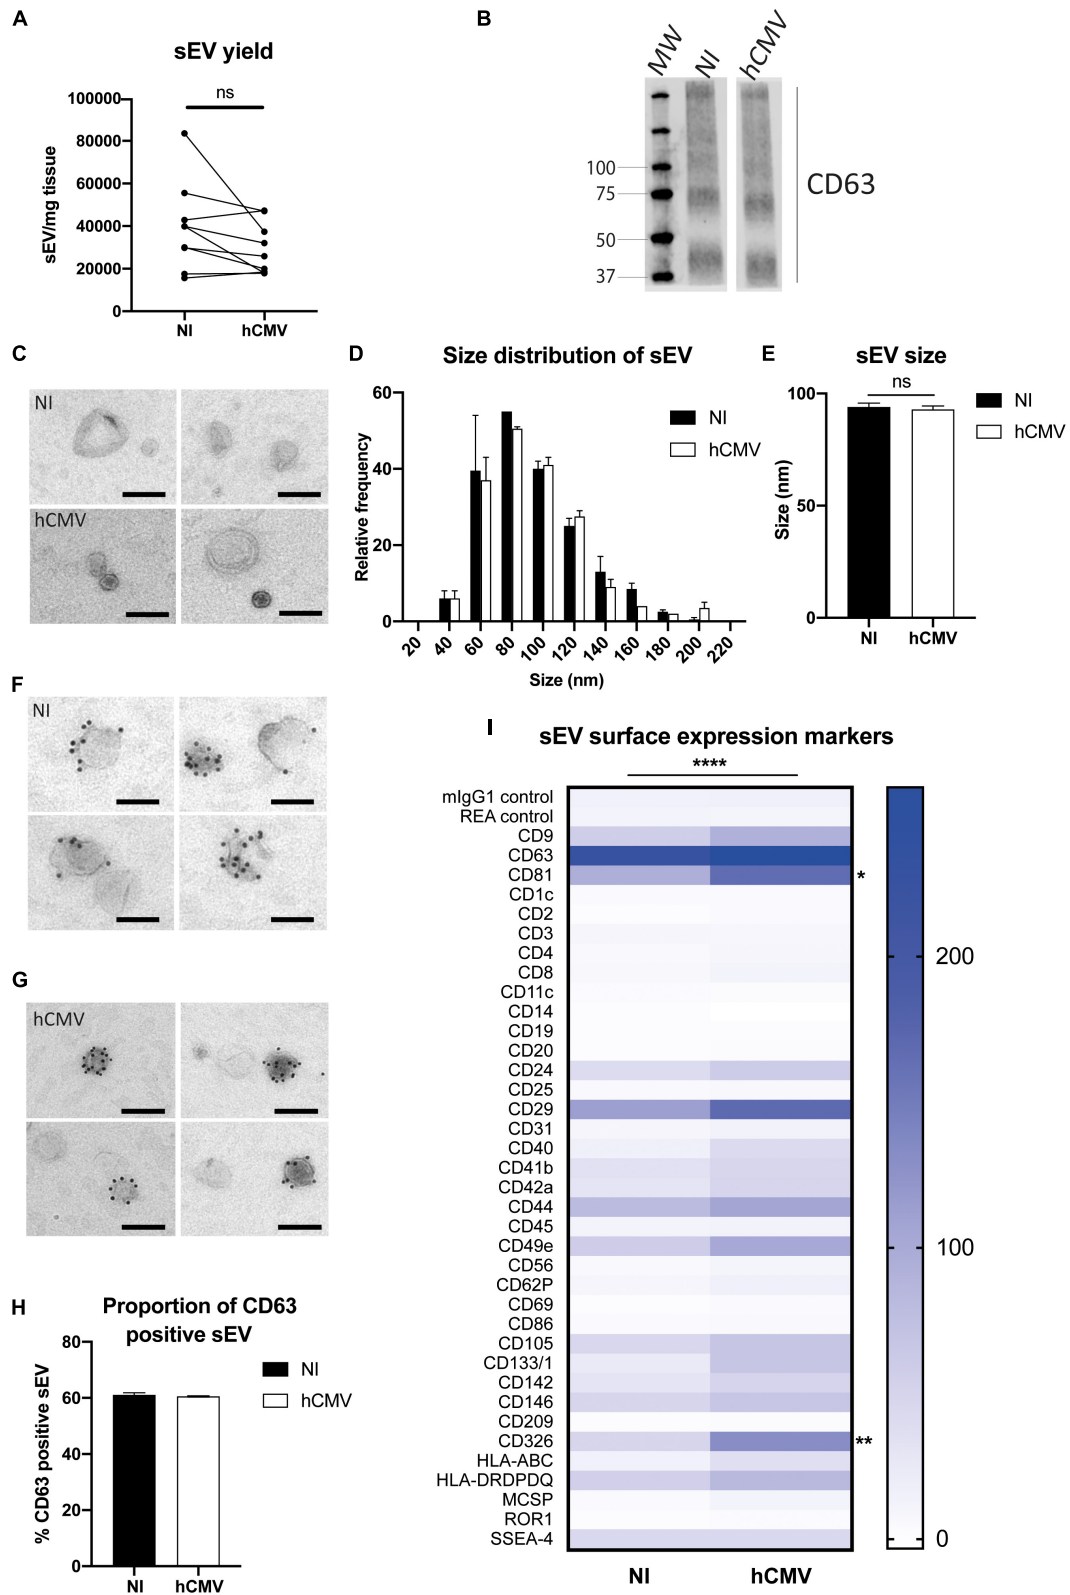 A
sEV yield
ns
100000
80000
60000
40000
20000
0
sEV/mg tissue
NI
hCMV
B
MW
NI
hCMV
100
75
50
37
CD63
C
NI
hCMV
D
Size distribution of sEV
60
40
20
0
Relative frequency
20
40
60
80
100
120
140
160
180
200
220
Size (nm)
NI
hCMV
E
sEV size
ns
100
50
0
Size (nm)
NI
hCMV
NI
hCMV
F
NI
G
hCMV
H
Proportion of CD63
positive sEV
80
60
40
20
0
% CD63 positive sEV
NI
hCMV
NI
hCMV
I
sEV surface expression markers
****
mIgG1 control
REA control
CD9
CD63
CD81
*
CD1c
CD2
CD3
CD4
CD8
CD11c
CD14
CD19
CD20
CD24
CD25
CD29
CD31
CD40
CD41b
CD42a
CD44
CD45
CD49e
CD56
CD62P
CD69
CD86
CD105
CD133/1
CD142
CD146
CD209
CD326
**
HLA-ABC
HLA-DRDPDQ
MCSP
ROR1
SSEA-4
NI
hCMV
200
100
0